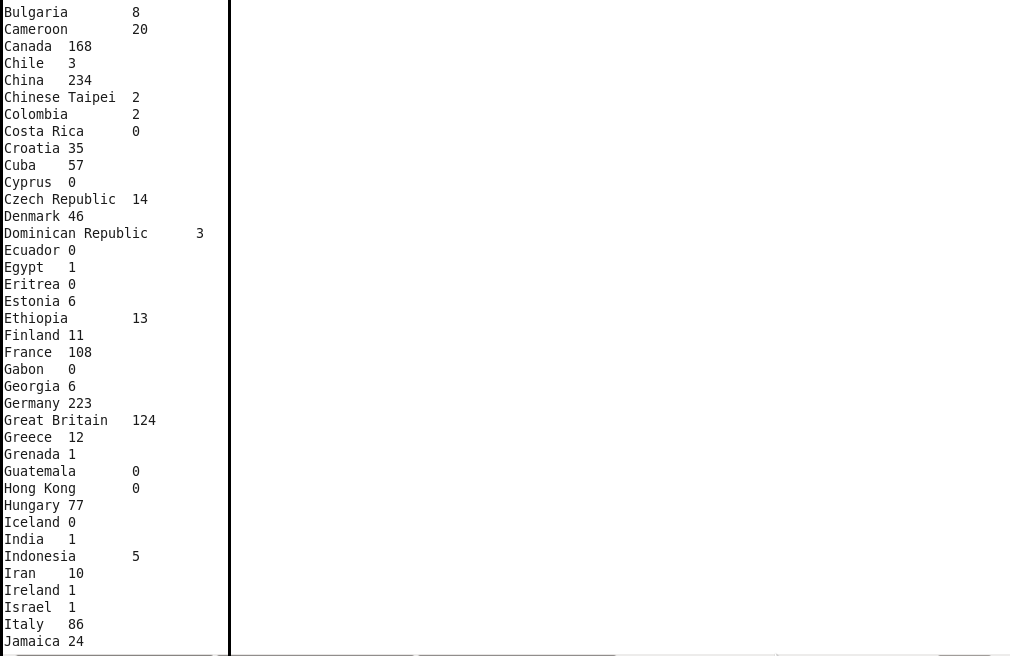 Bulgaria 8
Cameroon 20
Canada 168
Chile 3
China 234
Chinese Taipei 2
Colombia 2
Costa Rica 0
Croatia 35
Cuba 57
Cyprus 0
Czech Republic 14
Denmark 46
Dominican Republic 3
Ecuador 0
Egypt 1
Eritrea 0
Estonia 6
Ethiopia 13
Finland 11
France 108
Gabon 0
Georgia 6
Germany 223
Great Britain 124
Greece 12
Grenada 1
Guatemala 0
Hong Kong 0
Hungary 77
Iceland 0
India 1
Indonesia 5
Iran 10
Ireland 1
Israel 1
Italy 86
Jamaica 24